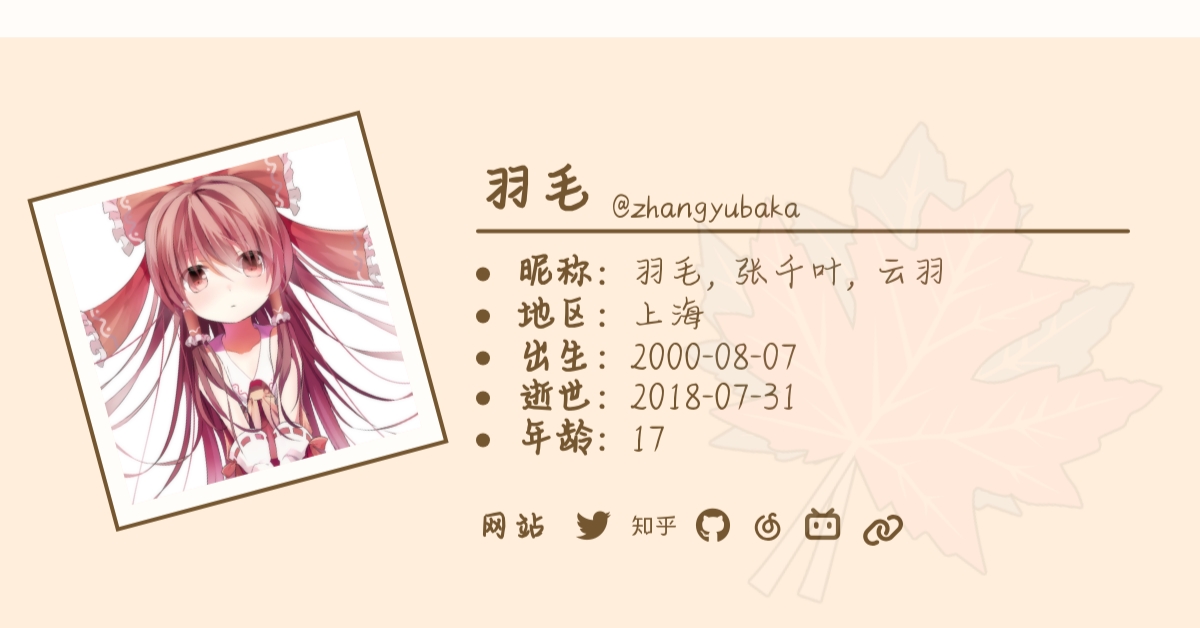 羽毛 @zhangyubaka
昵称： 羽毛, 张千叶, 云羽
地区： 上海
出生： 2000-08-07
逝世： 2018-07-31
年龄： 17
网站 知乎